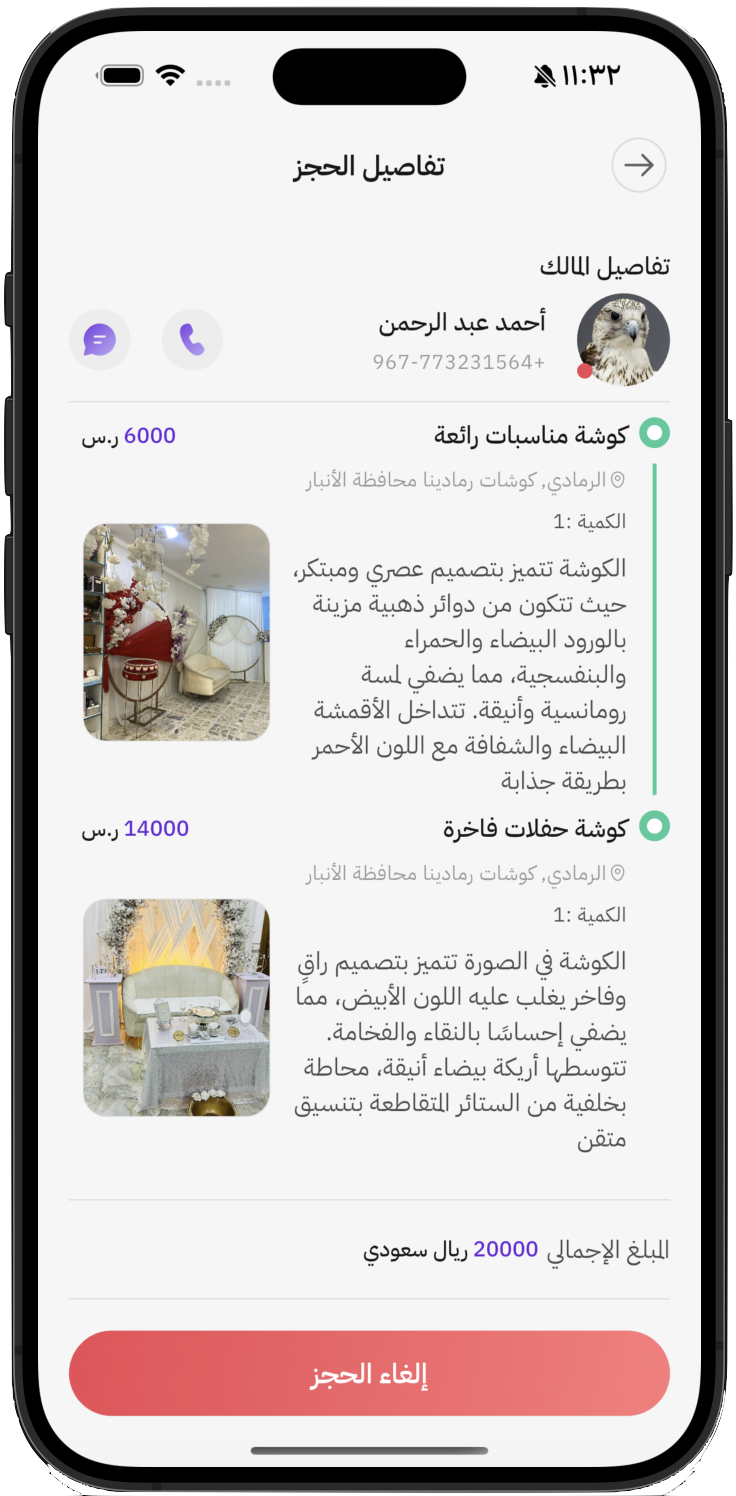 ١١:٣٢
تفاصيل الحجز
تفاصيل المالك
أحمد عبد الرحمن
+967-773231564
كوشة مناسبات رائعة
6000 ر.س
الرمادي, كوشات رمادينا محافظة الأنبار
الكمية :1
الكوشة تتميز بتصميم عصري ومبتكر،
حيث تتكون من دوائر ذهبية مزينة
بالورود البيضاء والحمراء
والبنفسجية، مما يضفي لمسة
رومانسية وأنيقة. تتداخل الأقمشة
البيضاء والشفافة مع اللون الأحمر
بطريقة جذابة
كوشة حفلات فاخرة
14000 ر.س
الرمادي, كوشات رمادينا محافظة الأنبار
الكمية :1
الكوشة في الصورة تتميز بتصميم راقٍ
وفاخر يغلب عليه اللون الأبيض، مما
يضفي إحساسًا بالنقاء والفخامة.
تتوسطها أريكة بيضاء أنيقة، محاطة
بخلفية من الستائر المتقاطعة بتنسيق
متقن
المبلغ الإجمالي 20000 ريال سعودي
إلغاء الحجز